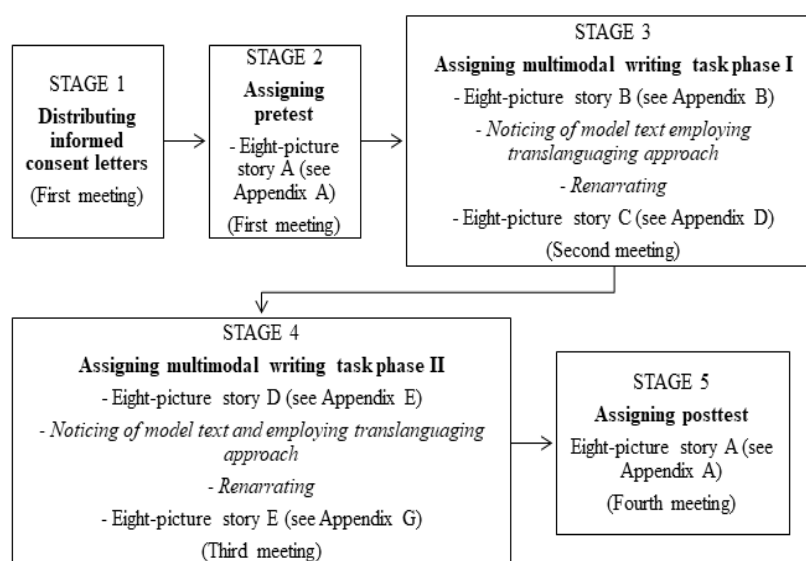 STAGE 1
Distributing
informed
consent letters
(First meeting)
STAGE 2
Assigning
pretest
- Eight-picture
story A (see
Appendix A)
(First meeting)
STAGE 3
Assigning multimodal writing task phase I
- Eight-picture story B (see Appendix B)
- Noticing of model text employing
translanguaging approach
- Renarrating
- Eight-picture story C (see Appendix D)
(Second meeting)
STAGE 4
Assigning multimodal writing task phase II
- Eight-picture story D (see Appendix E)
- Noticing of model text and employing translanguaging
approach
- Renarrating
- Eight-picture story E (see Appendix G)
(Third meeting)
STAGE 5
Assigning posttest
Eight-picture story A (see
Appendix A)
(Fourth meeting)